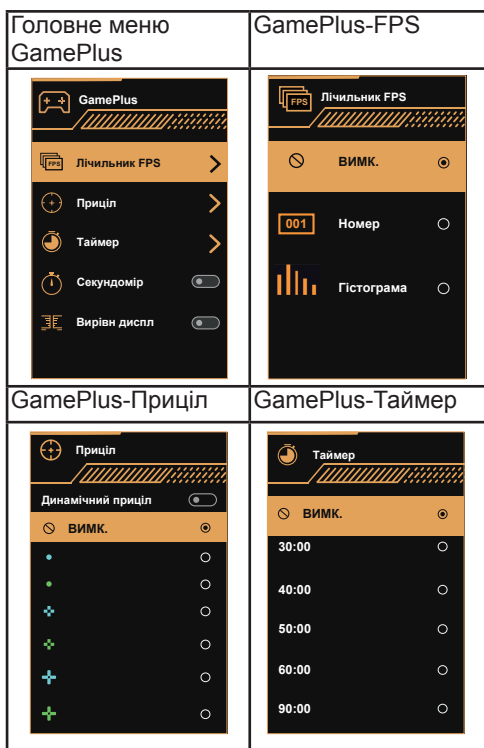 Головне меню
GamePlus
GamePlus-FPS
GamePlus
Лічильник FPS
Приціл
Таймер
Секундомір
Вирівн диспл
FPS
FPS
Лічильник FPS
ВИМК.
001
Номер
Гістограма
GamePlus-Приціл
GamePlus-Таймер
Приціл
Динамічний приціл
ВИМК.
Таймер
ВИМК.
30:00
40:00
50:00
60:00
90:00